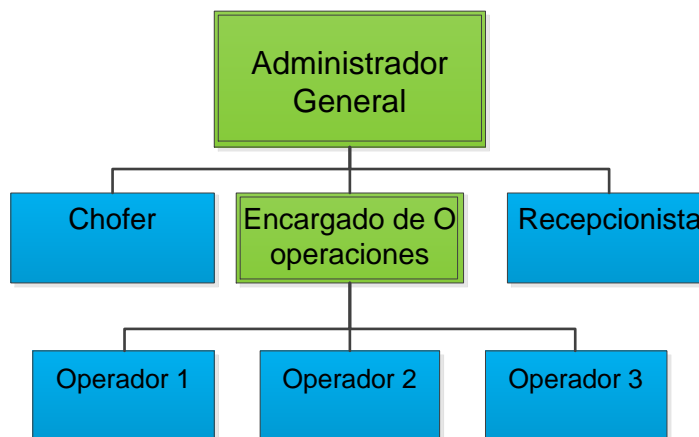 Administrador
General
Chofer
Encargado de O
operaciones
Recepcionista
Operador 1
Operador 2
Operador 3